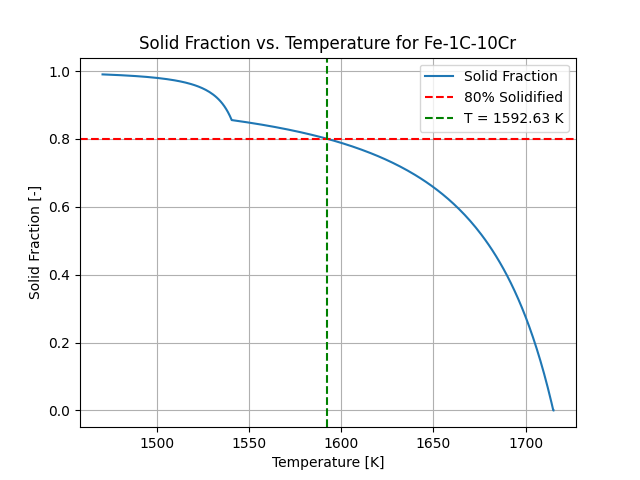 Solid Fraction vs. Temperature for Fe-1C-10Cr
Solid Fraction
80% Solidified
T = 1592.63 K
1.0
0.8
0.6
0.4
0.2
0.0
Solid Fraction [-]
1500 1550 1600 1650 1700
Temperature [K]